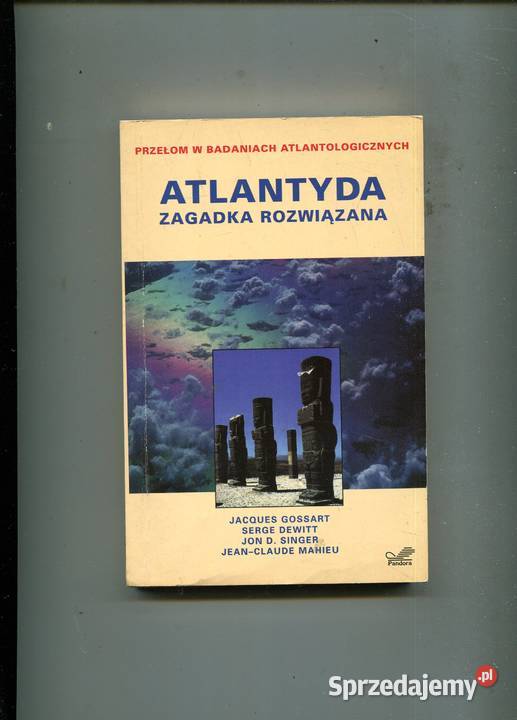 PRZEŁOM W BADANIACH ATLANTOLOGICZNYCH
ATLANTYDA
ZAGADKA ROZWIĄZANA
JACQUES GOSSART
SERGE DEWITT
JON D. SINGER
JEAN-CLAUDE MAHIEU
Pandora
Sprzedajemy.pl